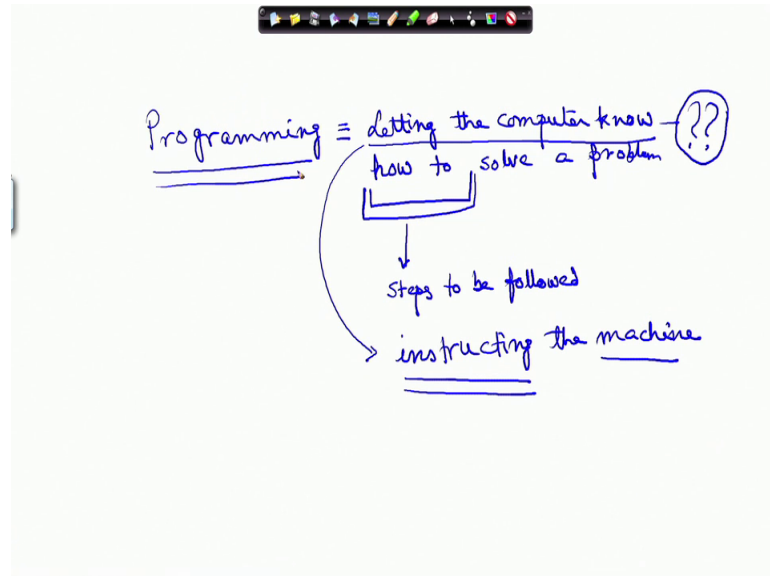 Programming ≡ Letting the computer know ??
how to solve a problem
steps to be followed
instructing the machine